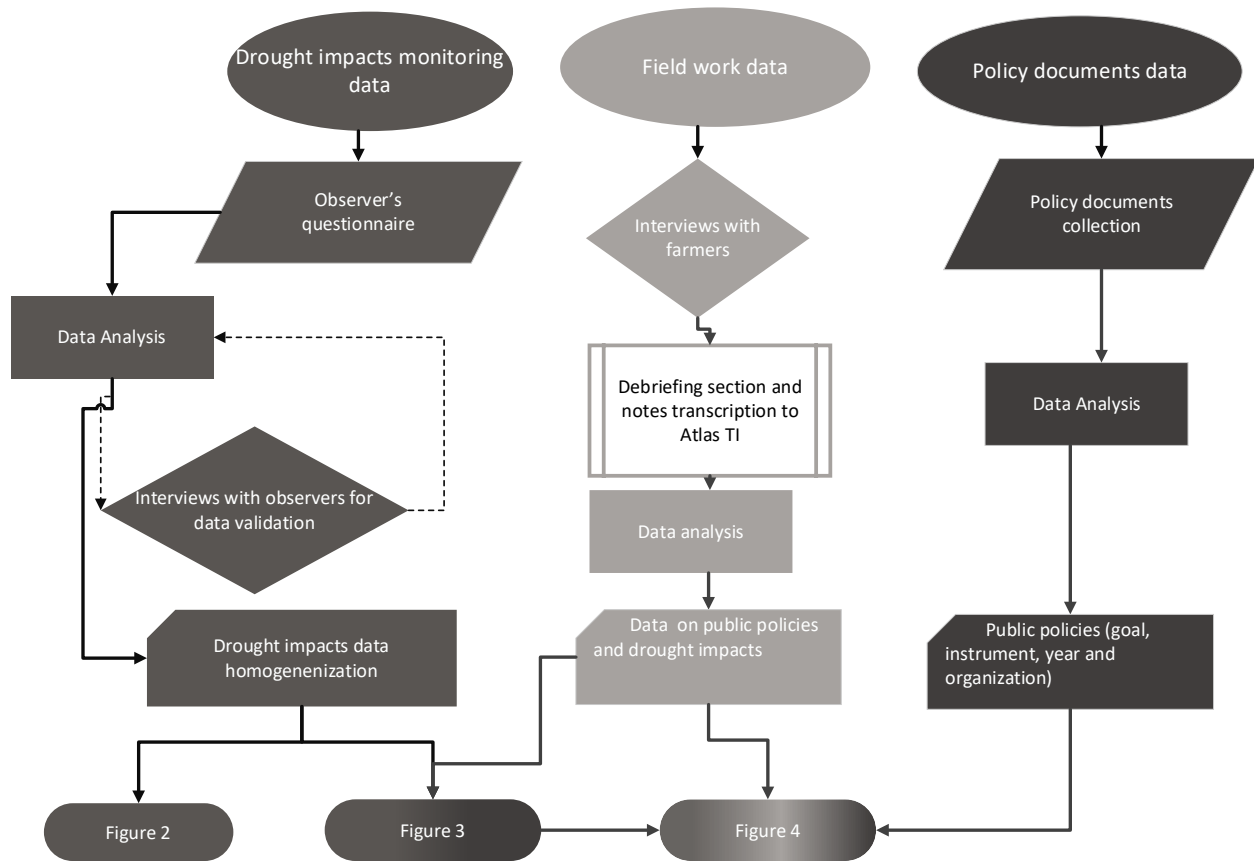 Drought impacts monitoring
data
Field work data
Policy documents data
Observer's
questionnaire
Interviews with
farmers
Policy documents
collection
Data Analysis
Debriefing section and
notes transcription to
Atlas TI
Data Analysis
Interviews with observers for
data validation
Data analysis
Drought impacts data
homogenenization
Data on public policies
and drought impacts
Public policies (goal,
instrument, year and
organization)
Figure 2
Figure 3
Figure 4